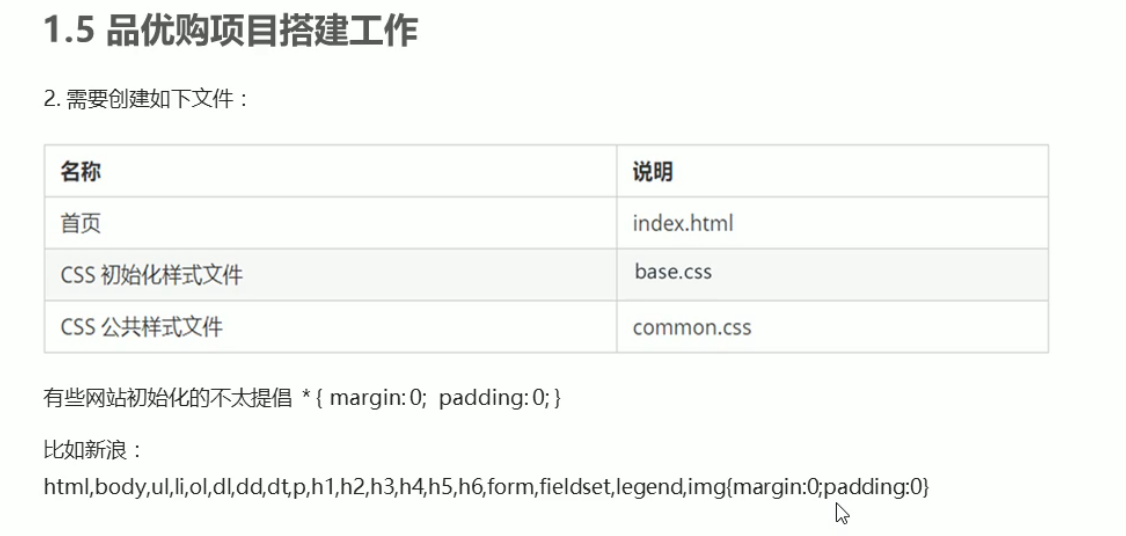 1.5 品优购项目搭建工作
2. 需要创建如下文件：
名称 说明
首页 index.html
CSS 初始化样式文件 base.css
CSS 公共样式文件 common.css
有些网站初始化的不太提倡 * { margin: 0; padding: 0; }
比如新浪：
html,body,ul,li,ol,dl,dd,dt,p,h1,h2,h3,h4,h5,h6,form,fieldset,legend,img{margin:0;padding:0}